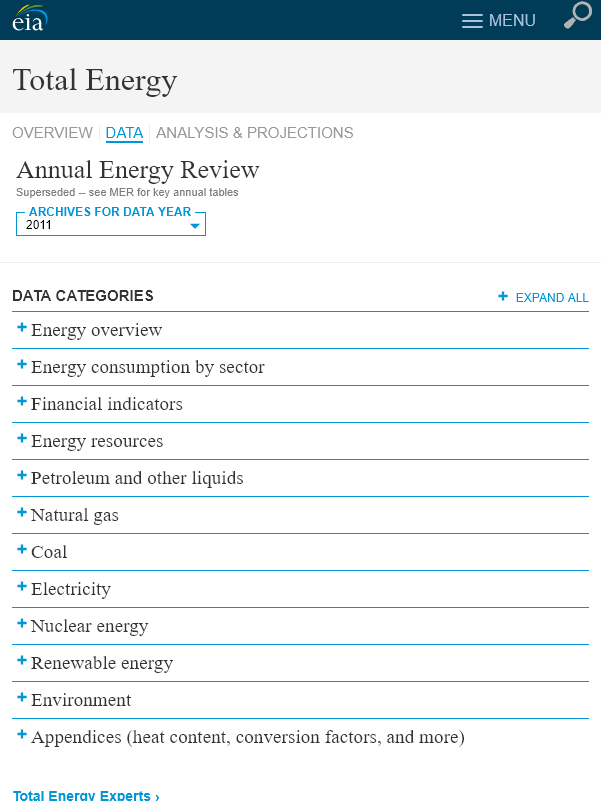 eia
MENU
Total Energy
OVERVIEW DATA ANALYSIS & PROJECTIONS
Annual Energy Review
Superseded -- see MER for key annual tables
ARCHIVES FOR DATA YEAR
2011
DATA CATEGORIES
+ EXPAND ALL
+ Energy overview
+ Energy consumption by sector
+ Financial indicators
+ Energy resources
+ Petroleum and other liquids
+ Natural gas
+ Coal
+ Electricity
+ Nuclear energy
+ Renewable energy
+ Environment
+ Appendices (heat content, conversion factors, and more)
Total Energy Experts ›